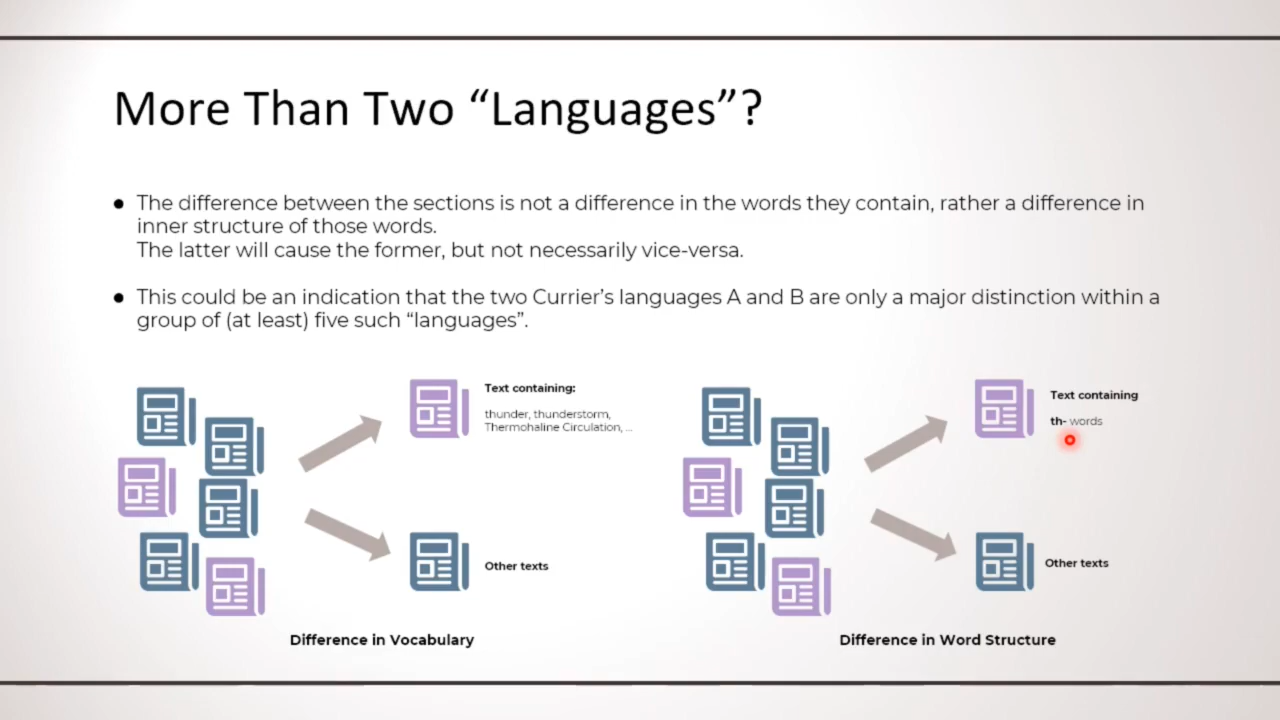 More Than Two “Languages”?
● The difference between the sections is not a difference in the words they contain, rather a difference in
inner structure of those words.
The latter will cause the former, but not necessarily vice-versa.
● This could be an indication that the two Currier’s languages A and B are only a major distinction within a
group of (at least) five such “languages”.
Text containing:
thunder, thunderstorm,
Thermohaline Circulation, ...
Other texts
Difference in Vocabulary
Text containing
th- words
Other texts
Difference in Word Structure